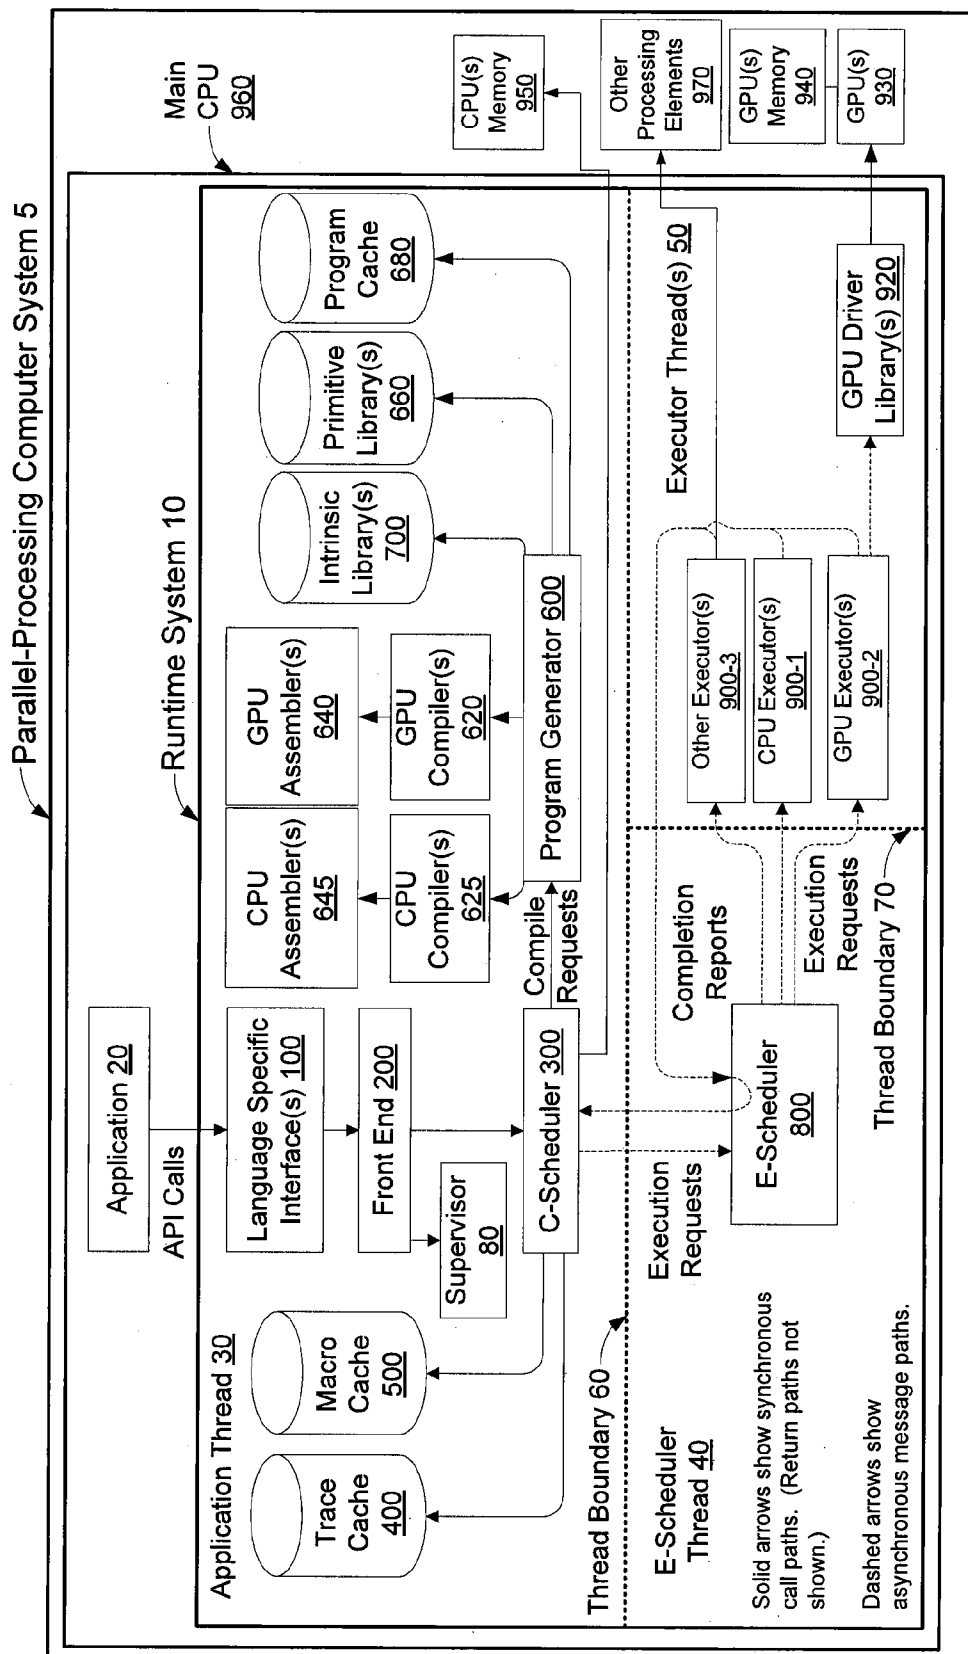 Parallel-Processing Computer System 5
Main
CPU
960
Runtime System 10
Application 20
API Calls
Application Thread 30
Language Specific
Interface(s) 100
Front End 200
Supervisor
80
C-Scheduler 300
Trace
Cache
400
Macro
Cache
500
CPU
Assembler(s)
645
GPU
Assembler(s)
640
CPU
Compiler(s)
625
GPU
Compiler(s)
620
Intrinsic
Library(s)
700
Primitive
Library(s)
660
Program
Cache
680
Compile
Requests
Program Generator 600
CPU(s)
Memory
950
Other
Processing
Elements
970
GPU(s)
Memory
940
GPU(s)
930
Thread Boundary 60
E-Scheduler
Thread 40
Execution
Requests
Completion
Reports
E-Scheduler
800
Execution
Requests
Thread Boundary 70
Executor Thread(s) 50
Other Executor(s)
900-3
CPU Executor(s)
900-1
GPU Executor(s)
900-2
GPU Driver
Library(s) 920
Solid arrows show synchronous
call paths. (Return paths not
shown.)
Dashed arrows show
asynchronous message paths.